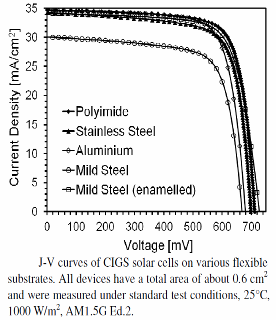 35
30
25
20
15
10
5
0
Current Density [mA/cm²]
Polyimide
Stainless Steel
Aluminium
Mild Steel
Mild Steel (enamelled)
0 100 200 300 400 500 600 700
Voltage [mV]
J-V curves of CIGS solar cells on various flexible
substrates. All devices have a total area of about 0.6 cm²
and were measured under standard test conditions, 25°C,
1000 W/m², AM1.5G Ed.2.